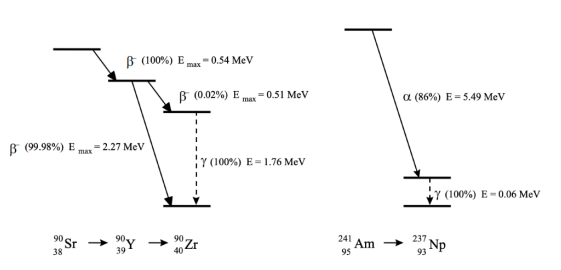 β⁻ (100%) E max = 0.54 MeV
β⁻ (0.02%) E max = 0.51 MeV
β⁻ (99.98%) E max = 2.27 MeV
γ (100%) E = 1.76 MeV
⁹⁰₃₈Sr → ⁹⁰₃₉Y → ⁹⁰₄₀Zr
α (86%) E = 5.49 MeV
γ (100%) E = 0.06 MeV
²⁴¹₉₅Am → ²³⁷₉₃Np